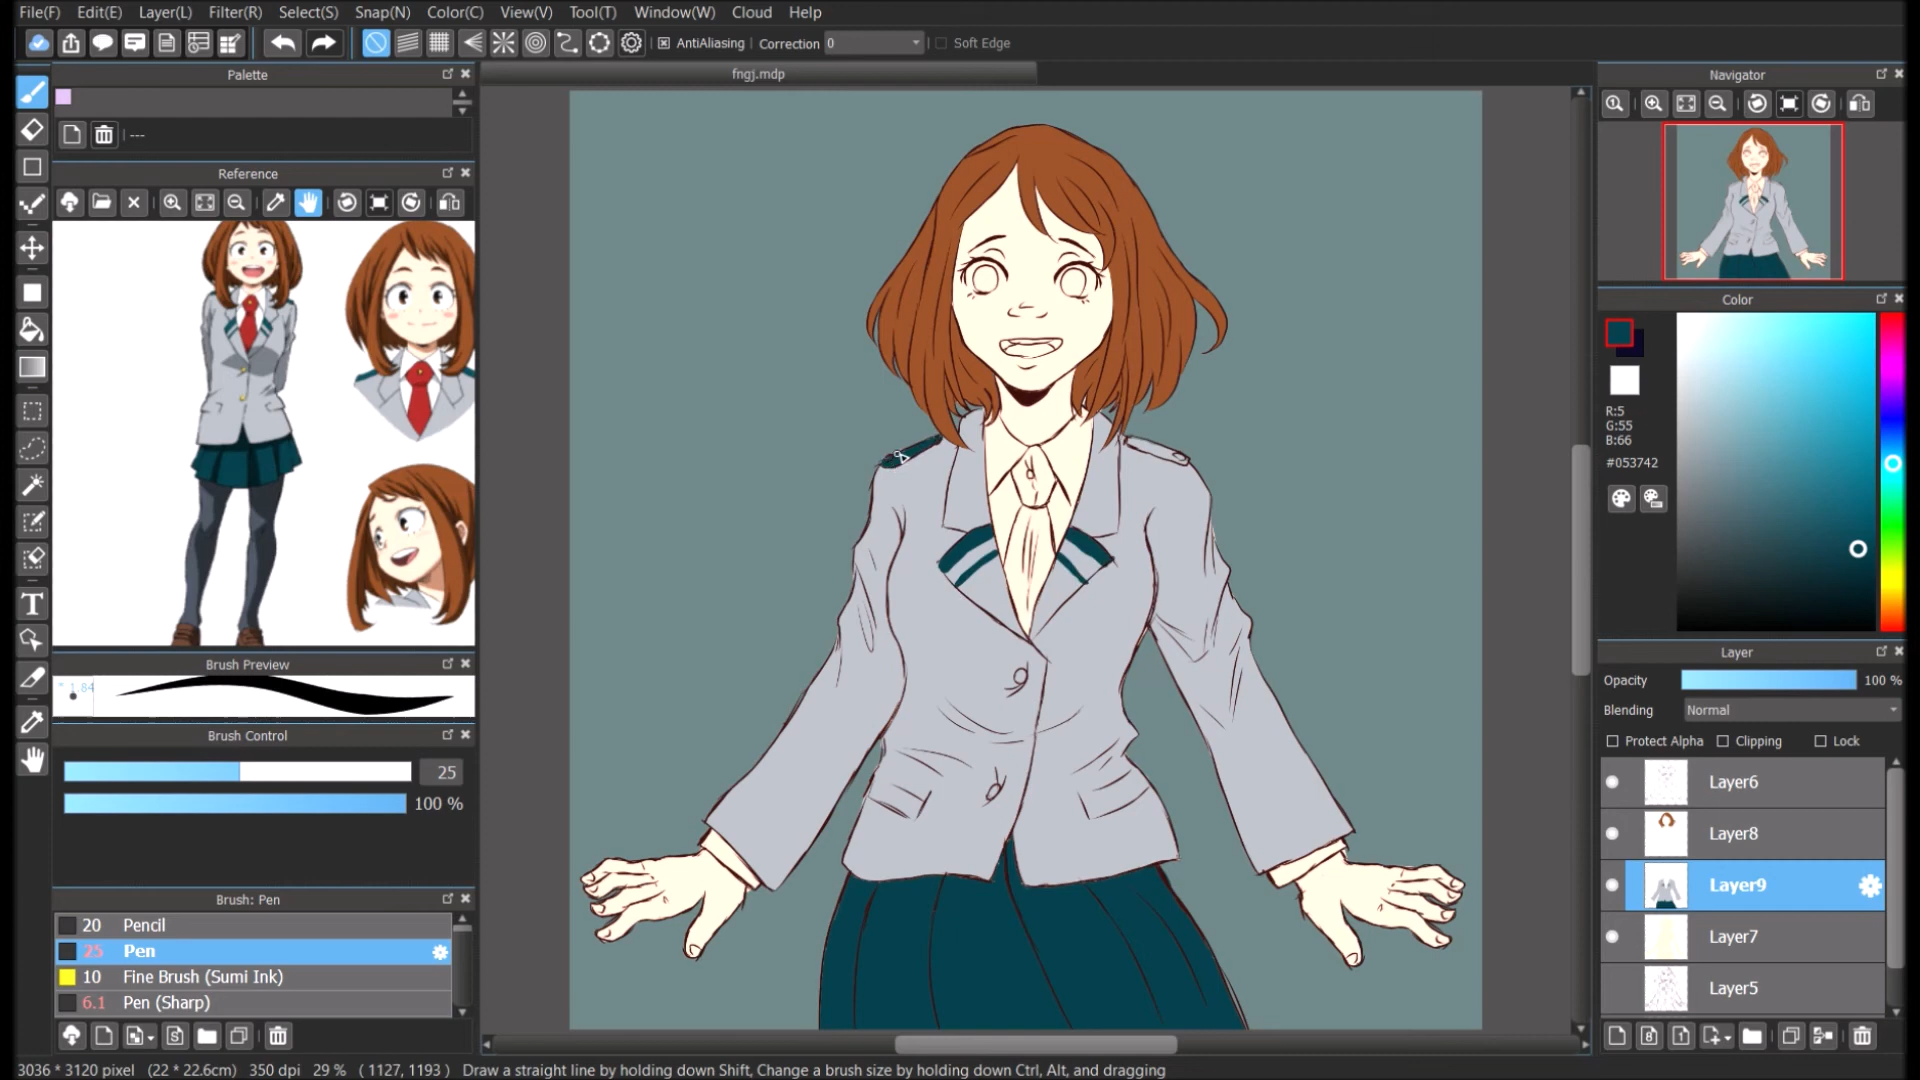 File(F) Edit(E) Layer(L) Filter(R) Select(S) Snap(N) Color(C) View(V) Tool(T) Window(W) Cloud Help
AntiAliasing Correction 0 Soft Edge
Palette
fngj.mdp
Navigator
---
Reference
Color
R:5
G:55
B:66
#053742
Brush Preview
* 1.84
Brush Control
25
100 %
Layer
Opacity 100 %
Blending Normal
Protect Alpha Clipping Lock
Layer6
Layer8
Layer9
Layer7
Layer5
Brush: Pen
20 Pencil
25 Pen
10 Fine Brush (Sumi Ink)
6.1 Pen (Sharp)
3036 * 3120 pixel (22 * 22.6cm) 350 dpi 29 % ( 1127, 1193 ) Draw a straight line by holding down Shift, Change a brush size by holding down Ctrl, Alt, and dragging